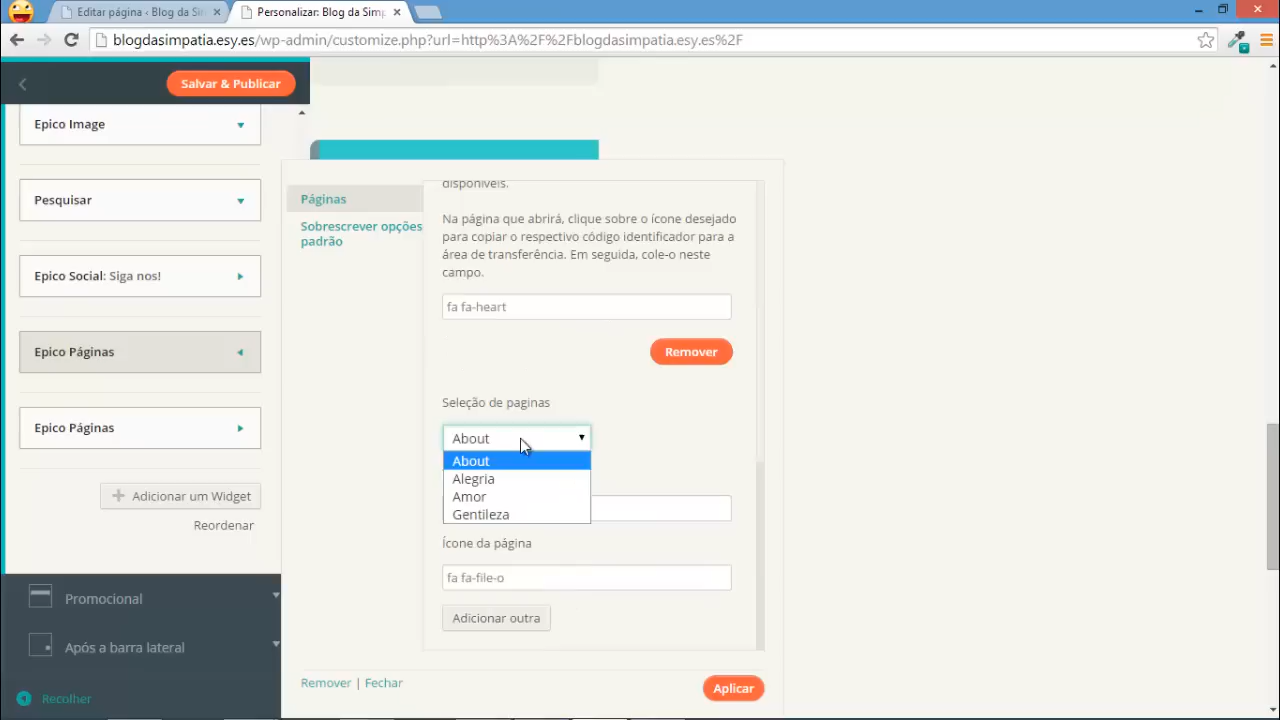 Editar página ‹ Blog da Sim
Personalizar: Blog da Simp
blogdasimpatia.esy.es/wp-admin/customize.php?url=http%3A%2F%2Fblogdasimpatia.esy.es%2F
Salvar & Publicar
Epico Image
Pesquisar
Epico Social: Siga nos!
Epico Páginas
Epico Páginas
Adicionar um Widget
Reordenar
Promocional
Após a barra lateral
Recolher
Páginas
Sobrescrever opções
padrão
disponíveis.
Na página que abrirá, clique sobre o ícone desejado
para copiar o respectivo código identificador para a
área de transferência. Em seguida, cole-o neste
campo.
fa fa-heart
Remover
Seleção de paginas
About
About
Alegria
Amor
Gentileza
Ícone da página
fa fa-file-o
Adicionar outra
Remover | Fechar
Aplicar